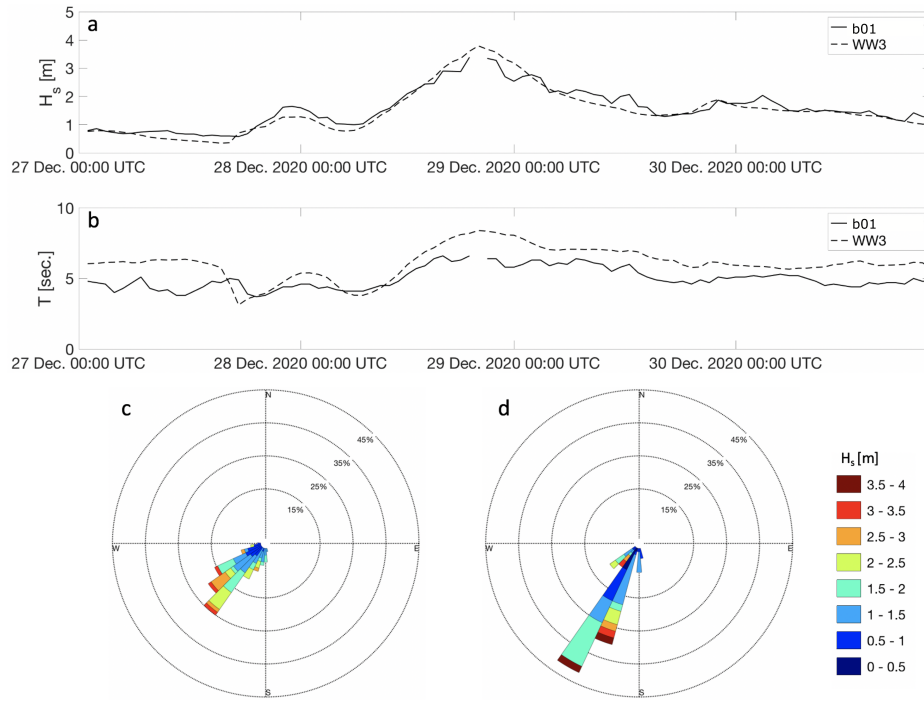 a
5
4
3
2
1
0
H_s [m]
b01
WW3
27 Dec. 00:00 UTC
28 Dec. 2020 00:00 UTC
29 Dec. 2020 00:00 UTC
30 Dec. 2020 00:00 UTC
b
10
5
0
T [sec.]
b01
WW3
27 Dec. 00:00 UTC
28 Dec. 2020 00:00 UTC
29 Dec. 2020 00:00 UTC
30 Dec. 2020 00:00 UTC
c
N
45%
35%
25%
15%
W
E
S
d
N
45%
35%
25%
15%
W
E
S
H_s [m]
3.5 - 4
3 - 3.5
2.5 - 3
2 - 2.5
1.5 - 2
1 - 1.5
0.5 - 1
0 - 0.5